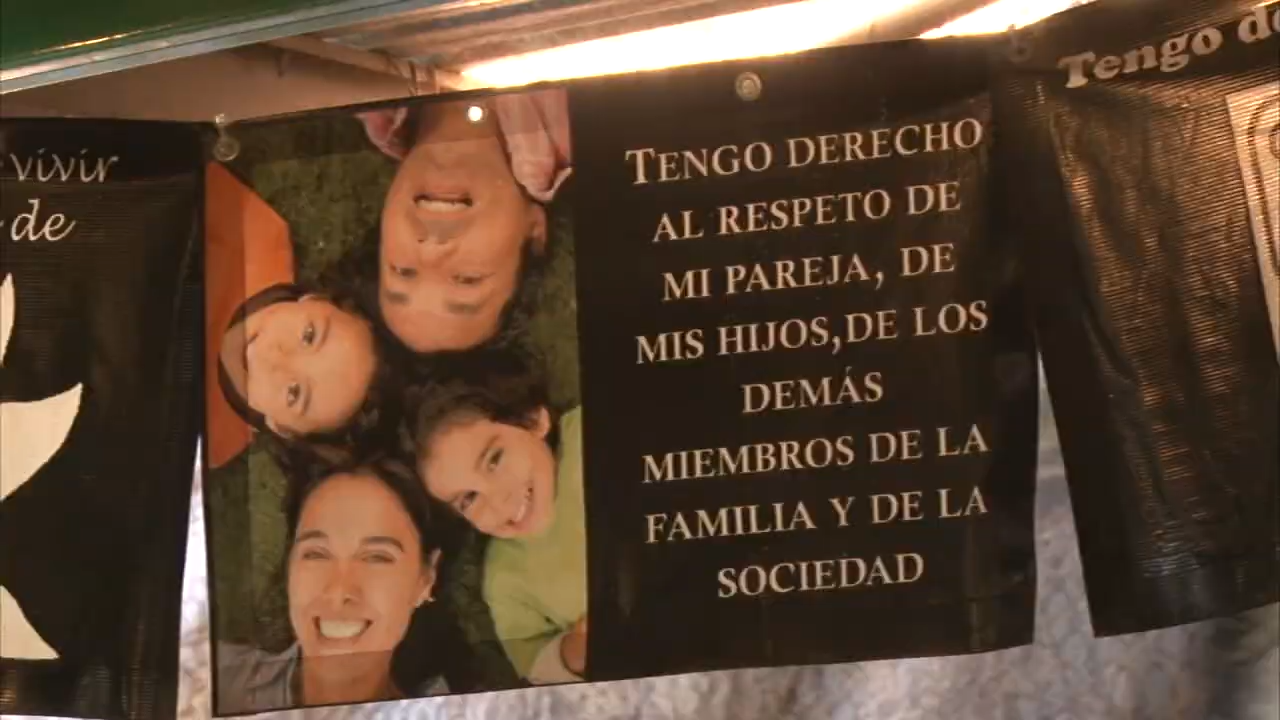 vivir
de
TENGO DERECHO
AL RESPETO DE
MI PAREJA, DE
MIS HIJOS,DE LOS
DEMÁS
MIEMBROS DE LA
FAMILIA Y DE LA
SOCIEDAD
Tengo